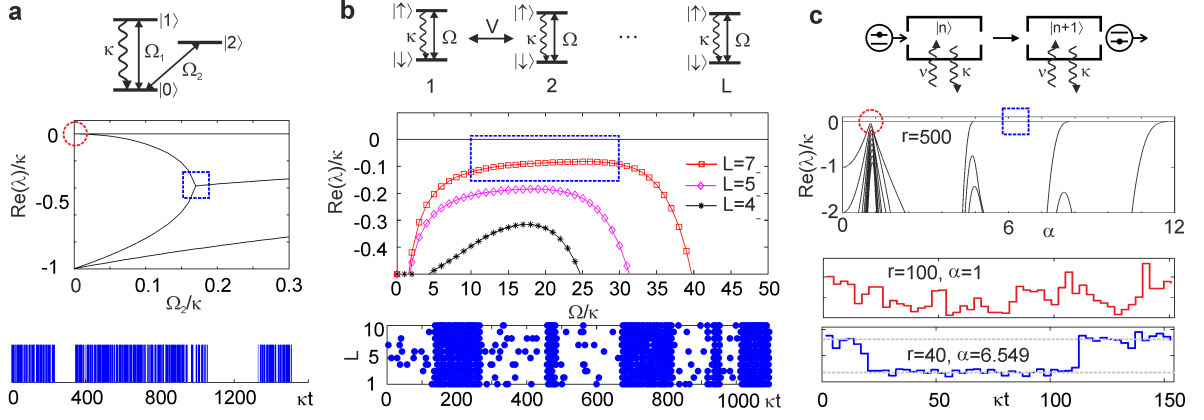 a
|1⟩
|2⟩
κ
Ω1
Ω2
|0⟩
Re(λ)/κ
0
-0.5
-1
0
0.1
0.2
0.3
Ω2/κ
0
400
800
1200
κt
b
|↑⟩
|↑⟩
|↑⟩
κ
Ω
V
κ
Ω
...
κ
Ω
|↓⟩
|↓⟩
|↓⟩
1
2
L
Re(λ)/κ
0
-0.1
-0.2
-0.3
-0.4
L=7
L=5
L=4
0
5
10
15
20
25
30
35
40
45
50
Ω/κ
L
10
5
1
0
200
400
600
800
1000
κt
c
|n⟩
|n+1⟩
ν
κ
ν
κ
Re(λ)/κ
0
-1
-2
r=500
0
6
12
α
r=100, α=1
r=40, α=6.549
0
50
100
150
κt